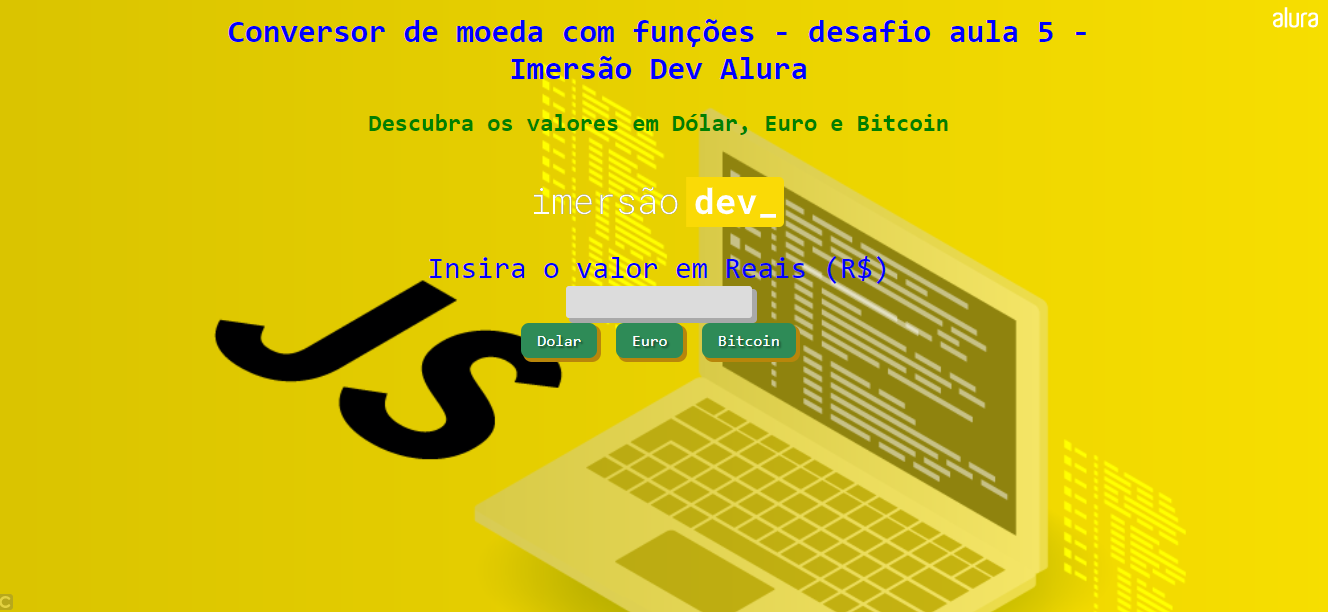 alura
Conversor de moeda com funções - desafio aula 5 -
Imersão Dev Alura
Descubra os valores em Dólar, Euro e Bitcoin
imersão dev_
Insira o valor em Reais (R$)
Dolar Euro Bitcoin
JS
C